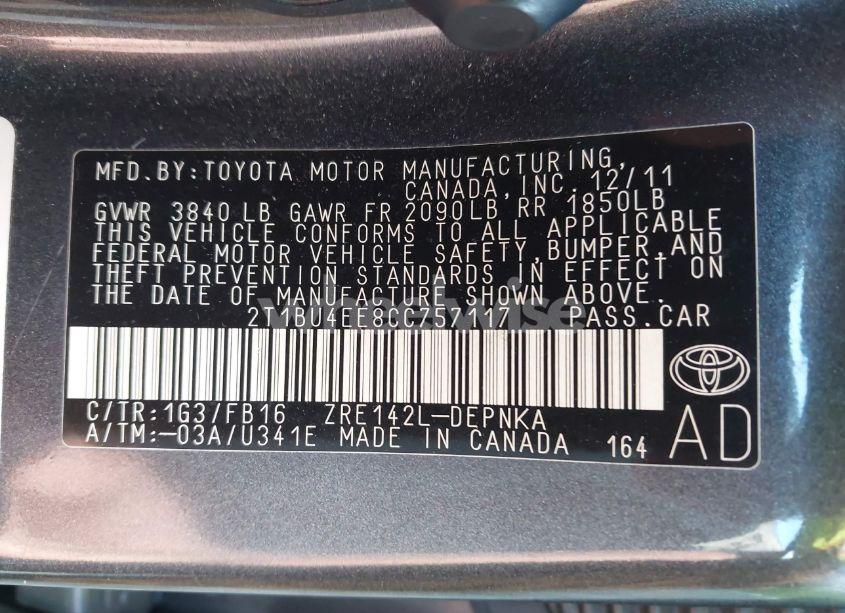 MFD.BY:TOYOTA MOTOR MANUFACTURING,
CANADA,INC. 12/11
GVWR 3840 LB GAWR FR 2090LB RR 1850LB
THIS VEHICLE CONFORMS TO ALL APPLICABLE
FEDERAL MOTOR VEHICLE SAFETY,BUMPER,AND
THEFT PREVENTION STANDARDS IN EFFECT ON
THE DATE OF MANUFACTURE SHOWN ABOVE.
2T1BU4EE8CC757117 PASS.CAR
C/TR:1G3/FB16 ZRE142L-DEPNKA
A/TM:-03A/U341E MADE IN CANADA 164
AD